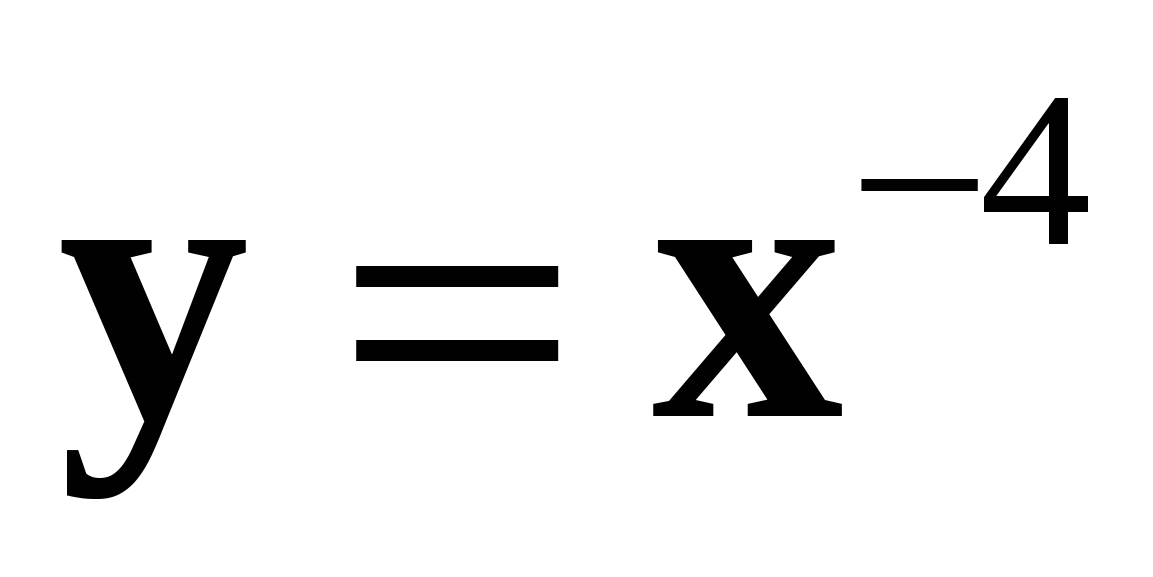 y = x⁻⁴